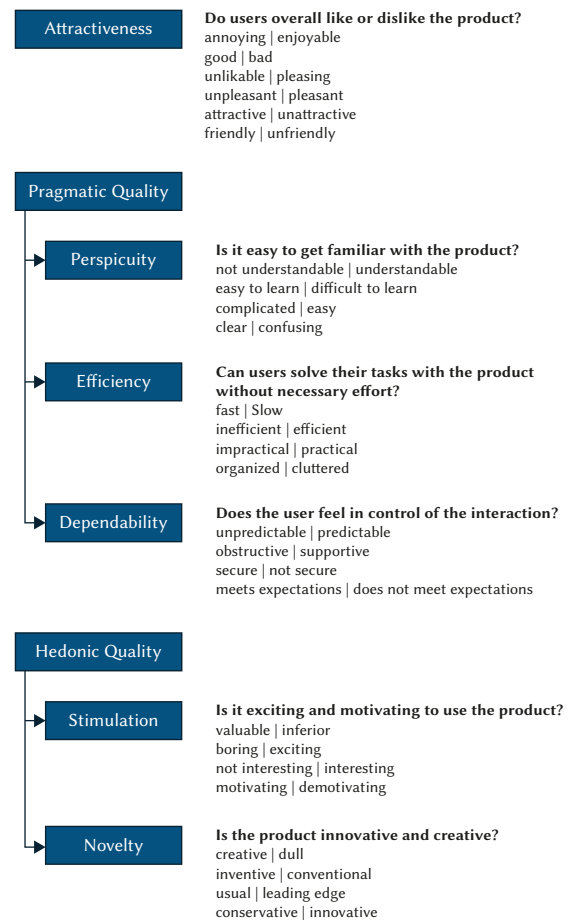 Attractiveness
Do users overall like or dislike the product?
annoying | enjoyable
good | bad
unlikable | pleasing
unpleasant | pleasant
attractive | unattractive
friendly | unfriendly
Pragmatic Quality
Perspicuity
Is it easy to get familiar with the product?
not understandable | understandable
easy to learn | difficult to learn
complicated | easy
clear | confusing
Efficiency
Can users solve their tasks with the product
without necessary effort?
fast | Slow
inefficient | efficient
impractical | practical
organized | cluttered
Dependability
Does the user feel in control of the interaction?
unpredictable | predictable
obstructive | supportive
secure | not secure
meets expectations | does not meet expectations
Hedonic Quality
Stimulation
Is it exciting and motivating to use the product?
valuable | inferior
boring | exciting
not interesting | interesting
motivating | demotivating
Novelty
Is the product innovative and creative?
creative | dull
inventive | conventional
usual | leading edge
conservative | innovative